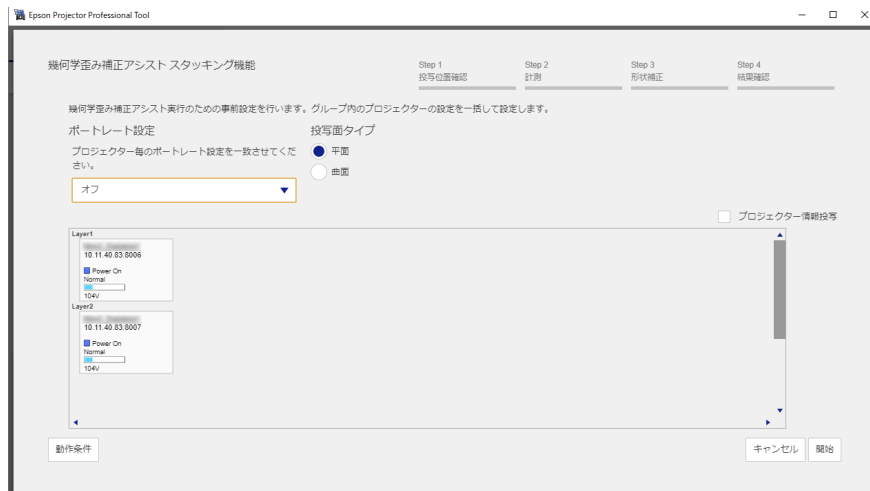 Epson Projector Professional Tool
幾何学歪み補正アシスト スタッキング機能
Step 1
投写位置確認
Step 2
計測
Step 3
形状補正
Step 4
結果確認
幾何学歪み補正アシスト実行のための事前設定を行います。グループ内のプロジェクターの設定を一括して設定します。
ポートレート設定
投写面タイプ
プロジェクター毎のポートレート設定を一致させてくだ
さい。
平面
曲面
オフ
プロジェクター情報投写
Layer1
10.11.40.83:8006
Power On
Normal
104V
Layer2
10.11.40.83:8007
Power On
Normal
104V
動作条件
キャンセル
開始